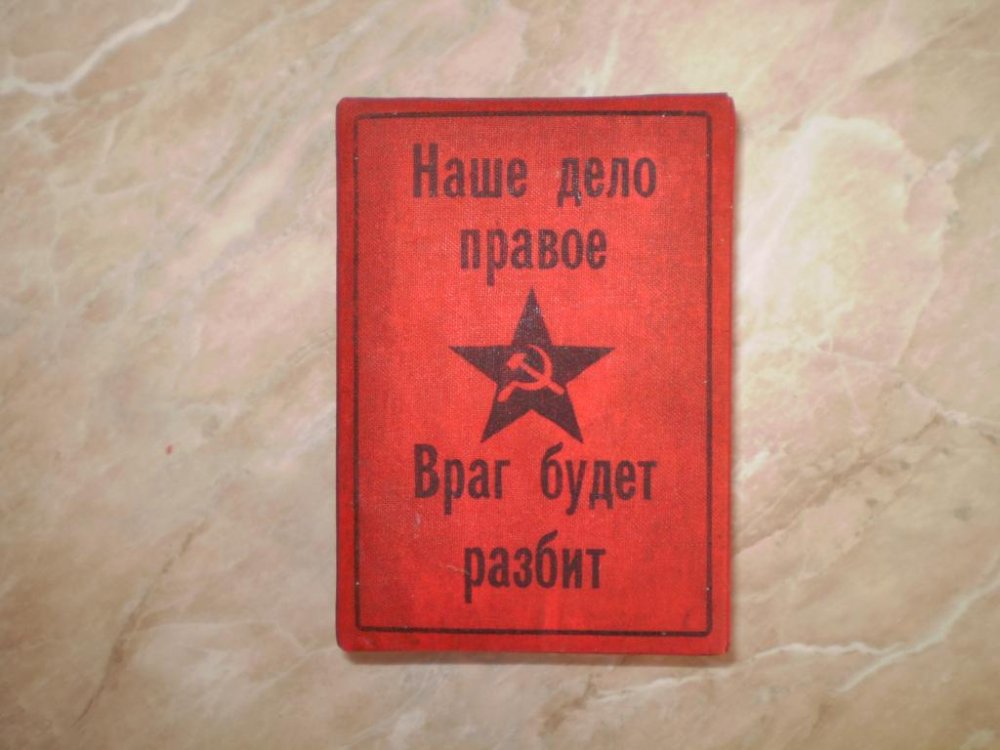 Наше дело
правое
Враг будет
разбит